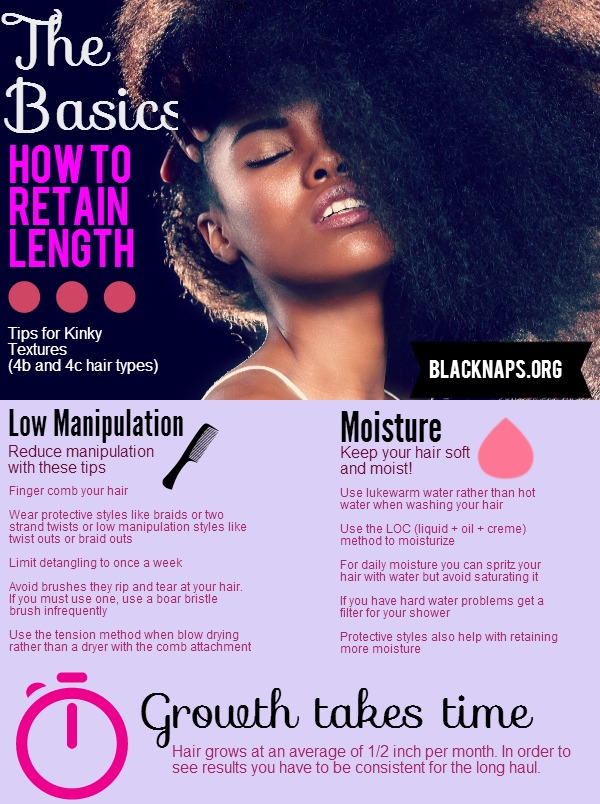 The
Basics
HOW TO
RETAIN
LENGTH
Tips for Kinky
Textures
(4b and 4c hair types)
BLACKNAPS.ORG
Low Manipulation
Reduce manipulation
with these tips
Finger comb your hair
Wear protective styles like braids or two
strand twists or low manipulation styles like
twist outs or braid outs
Limit detangling to once a week
Avoid brushes they rip and tear at your hair.
If you must use one, use a boar bristle
brush infrequently
Use the tension method when blow drying
rather than a dryer with the comb attachment
Moisture
Keep your hair soft
and moist!
Use lukewarm water rather than hot
water when washing your hair
Use the LOC (liquid + oil + creme)
method to moisturize
For daily moisture you can spritz your
hair with water but avoid saturating it
If you have hard water problems get a
filter for your shower
Protective styles also help with retaining
more moisture
Growth takes time
Hair grows at an average of 1/2 inch per month. In order to
see results you have to be consistent for the long haul.